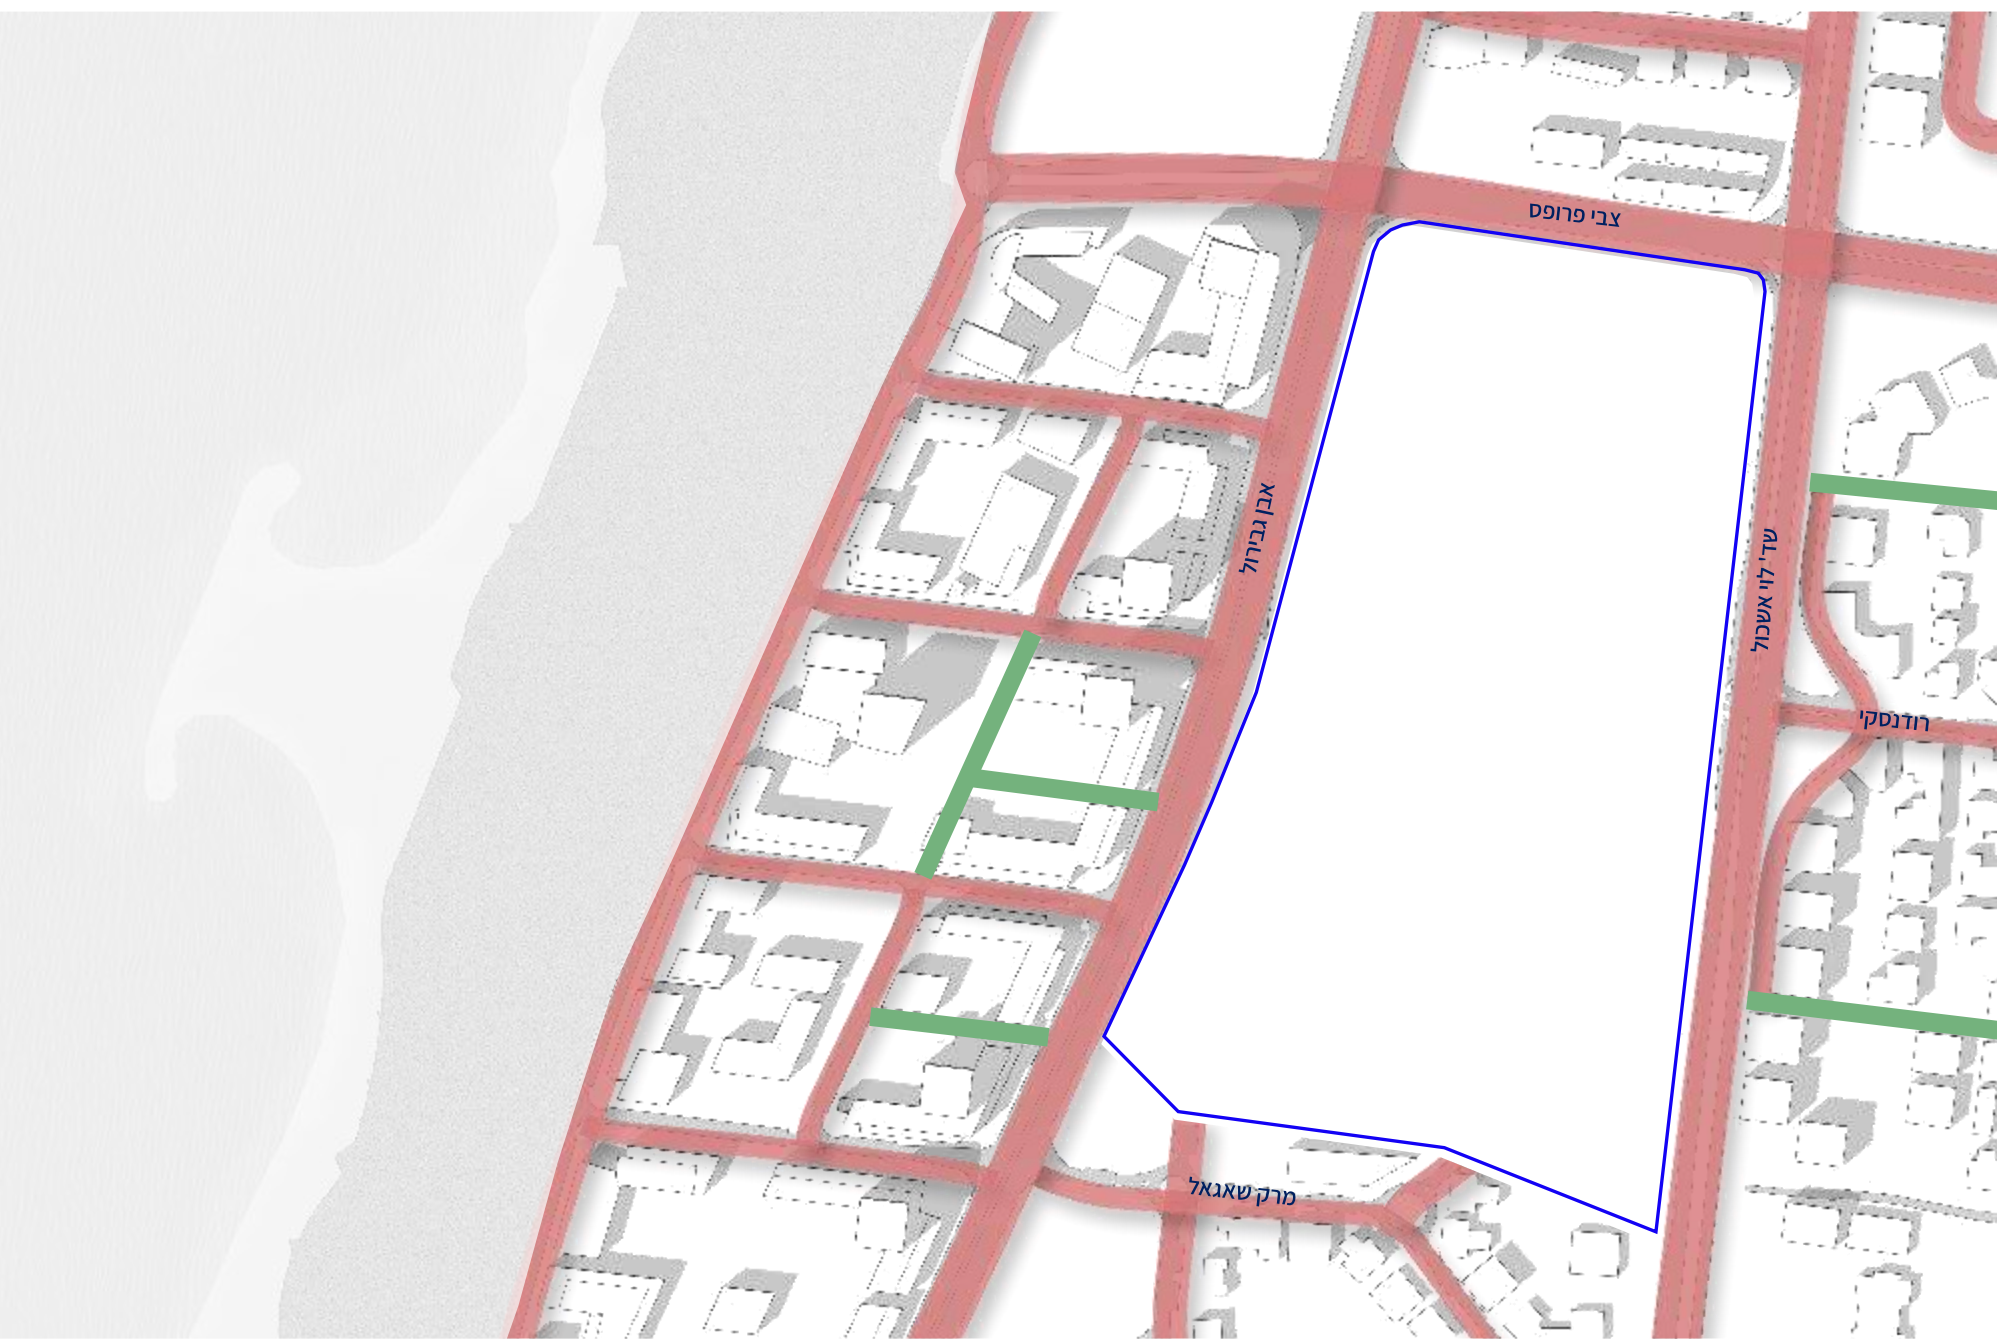 צבי פרופס
אבן גבירול
שד' לוי אשכול
רודנסקי
מרק שאגאל